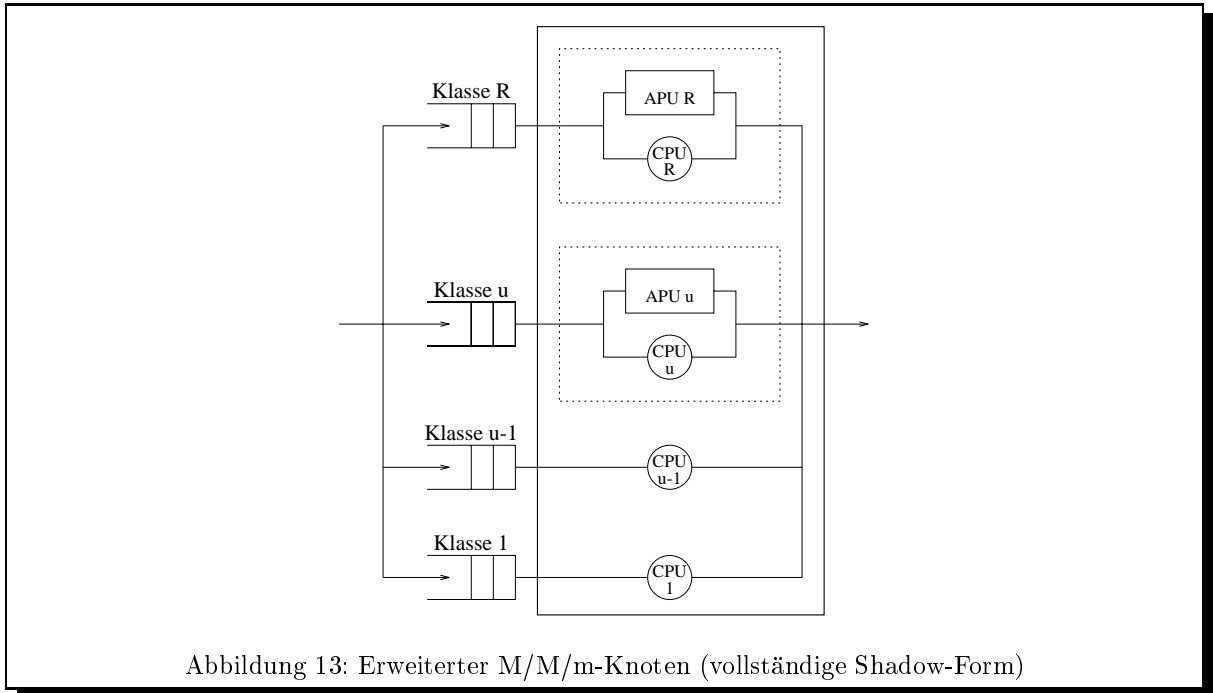 Klasse R
APU R
CPU
R
Klasse u
APU u
CPU
u
Klasse u-1
CPU
u-1
Klasse 1
CPU
1
Abbildung 13: Erweiterter M/M/m-Knoten (vollständige Shadow-Form)